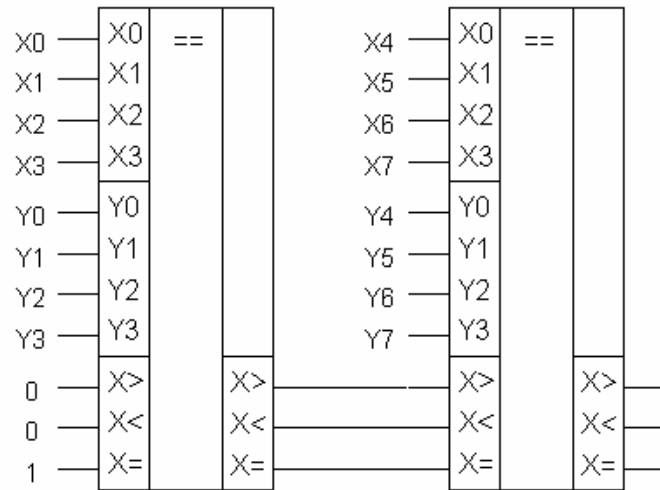 X0 X0 == X4 X0 ==
X1 X1 X5 X1
X2 X2 X6 X2
X3 X3 X7 X3
Y0 Y0 Y4 Y0
Y1 Y1 Y5 Y1
Y2 Y2 Y6 Y2
Y3 Y3 Y7 Y3
0 X> X> X> X>
0 X< X< X< X<
1 X= X= X= X=